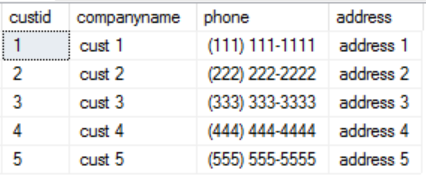 custid companyname phone address
1 cust 1 (111) 111-1111 address 1
2 cust 2 (222) 222-2222 address 2
3 cust 3 (333) 333-3333 address 3
4 cust 4 (444) 444-4444 address 4
5 cust 5 (555) 555-5555 address 5